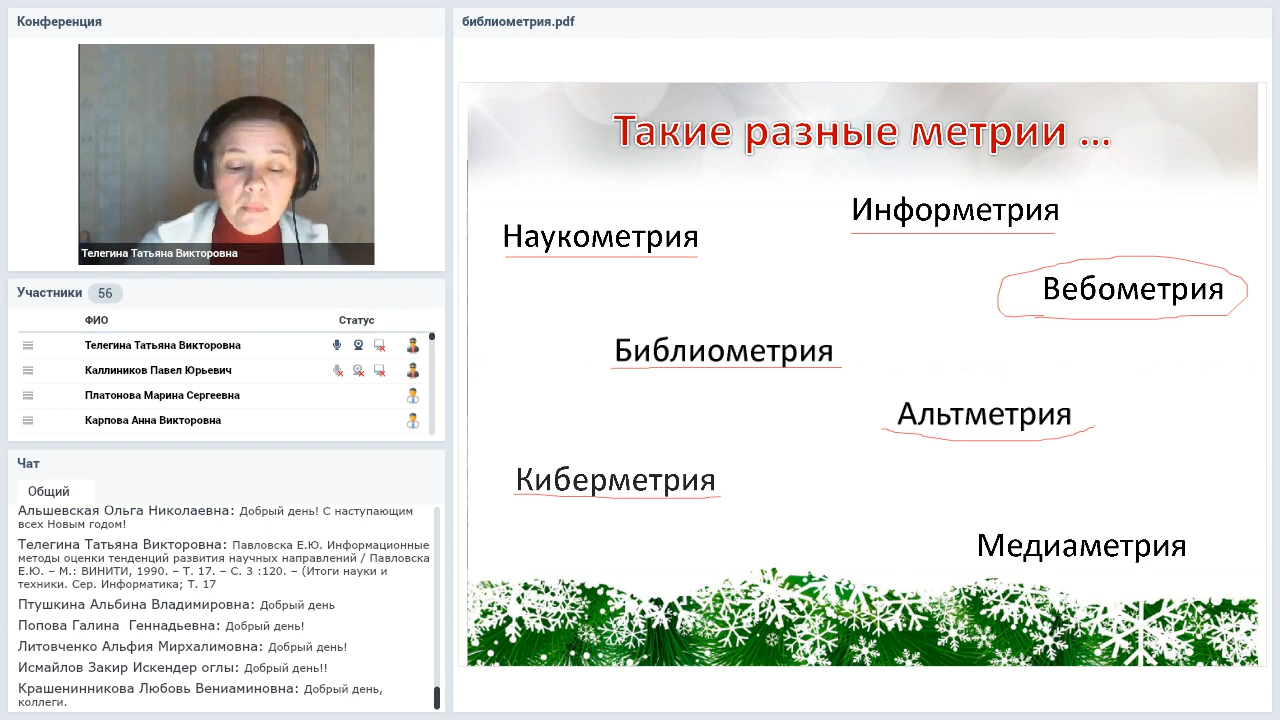 Конференция
Телегина Татьяна Викторовна
Участники 56
ФИО Статус
Телегина Татьяна Викторовна
Каллиников Павел Юрьевич
Платонова Марина Сергеевна
Карпова Анна Викторовна
Чат
Общий
Альшевская Ольга Николаевна: Добрый день! С наступающим
всех Новым годом!
Телегина Татьяна Викторовна: Павловска Е.Ю. Информационные
методы оценки тенденций развития научных направлений / Павловска
Е.Ю. – М.: ВИНИТИ, 1990. – Т. 17. – С. 3 :120. – (Итоги науки и
техники. Сер. Информатика; Т. 17
Птушкина Альбина Владимировна: Добрый день
Попова Галина Геннадьевна: Добрый день!
Литовченко Альфия Мирхалимовна: Добрый день!
Исмайлов Закир Искендер оглы: Добрый день!!
Крашенинникова Любовь Вениаминовна: Добрый день,
коллеги.
библиометрия.pdf
Такие разные метрии ...
Информетрия
Наукометрия
Вебометрия
Библиометрия
Альтметрия
Киберметрия
Медиаметрия